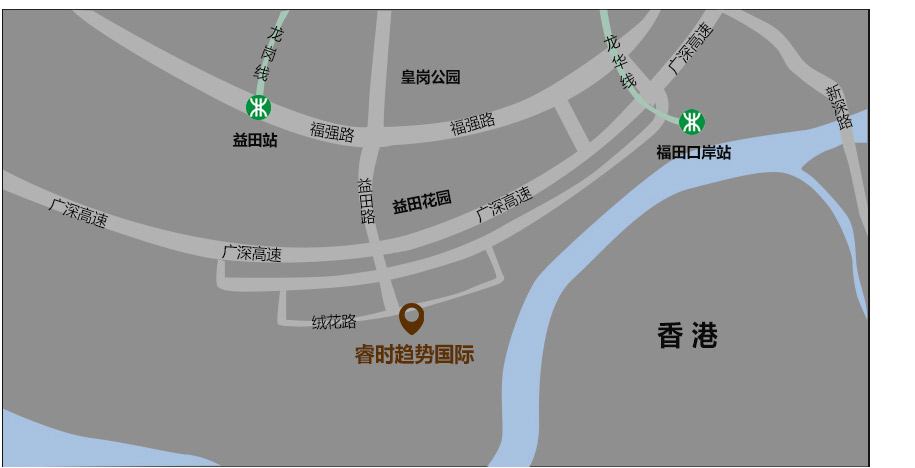 龙岗线
龙华线
广深高速
皇岗公园
新深路
益田站
福强路
福强路
福田口岸站
益田路
益田花园
广深高速
广深高速
广深高速
绒花路
睿时趋势国际
香港